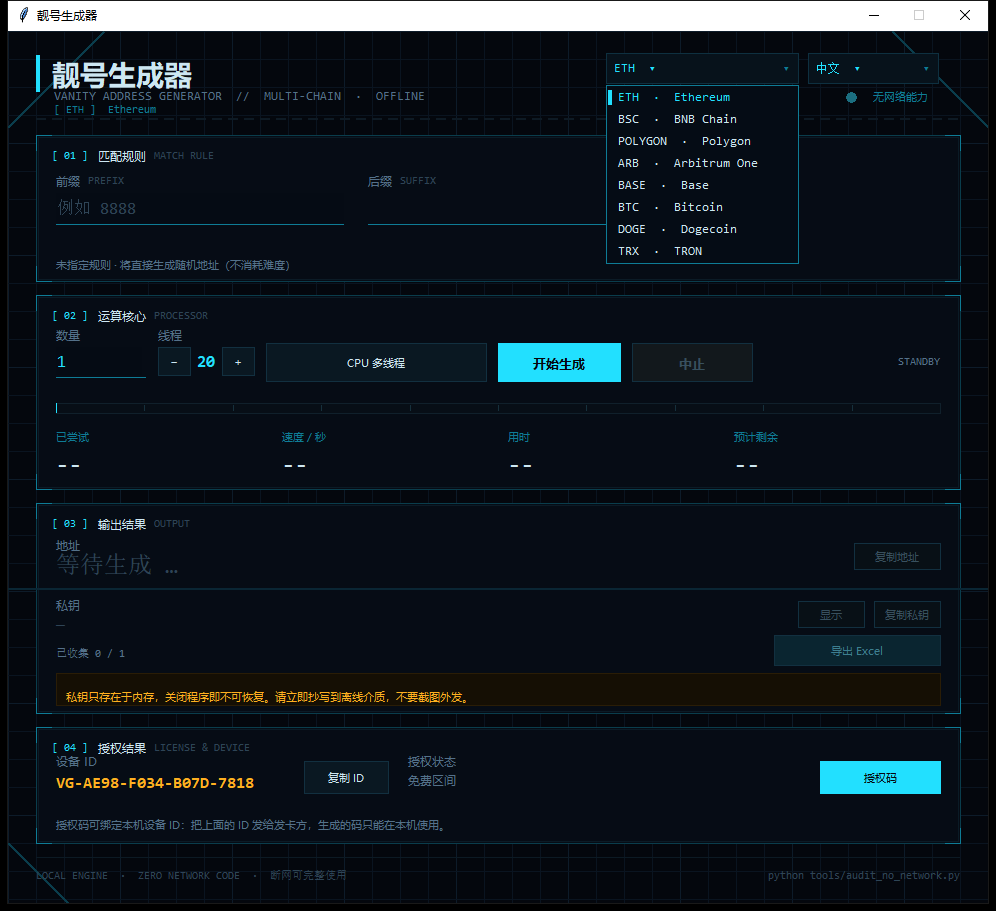 靓号生成器
靓号生成器
VANITY ADDRESS GENERATOR // MULTI-CHAIN · OFFLINE
[ ETH ] Ethereum
ETH ▾ ▾
中文 ▾ ▾
ETH · Ethereum
BSC · BNB Chain
POLYGON · Polygon
ARB · Arbitrum One
BASE · Base
BTC · Bitcoin
DOGE · Dogecoin
TRX · TRON
无网络能力
[ 01 ] 匹配规则 MATCH RULE
前缀 PREFIX 后缀 SUFFIX
例如 8888
未指定规则 · 将直接生成随机地址（不消耗难度）
[ 02 ] 运算核心 PROCESSOR
数量 线程
1 − 20 + CPU 多线程 开始生成 中止 STANDBY
已尝试 速度 / 秒 用时 预计剩余
-- -- -- --
[ 03 ] 输出结果 OUTPUT
地址
等待生成 … 复制地址
私钥
— 显示 复制私钥
已收集 0 / 1 导出 Excel
私钥只存在于内存，关闭程序即不可恢复。请立即抄写到离线介质，不要截图外发。
[ 04 ] 授权结果 LICENSE & DEVICE
设备 ID 授权状态
VG-AE98-F034-B07D-7818 复制 ID 免费区间 授权码
授权码可绑定本机设备 ID：把上面的 ID 发给发卡方，生成的码只能在本机使用。
LOCAL ENGINE · ZERO NETWORK CODE · 断网可完整使用 python tools/audit_no_network.py